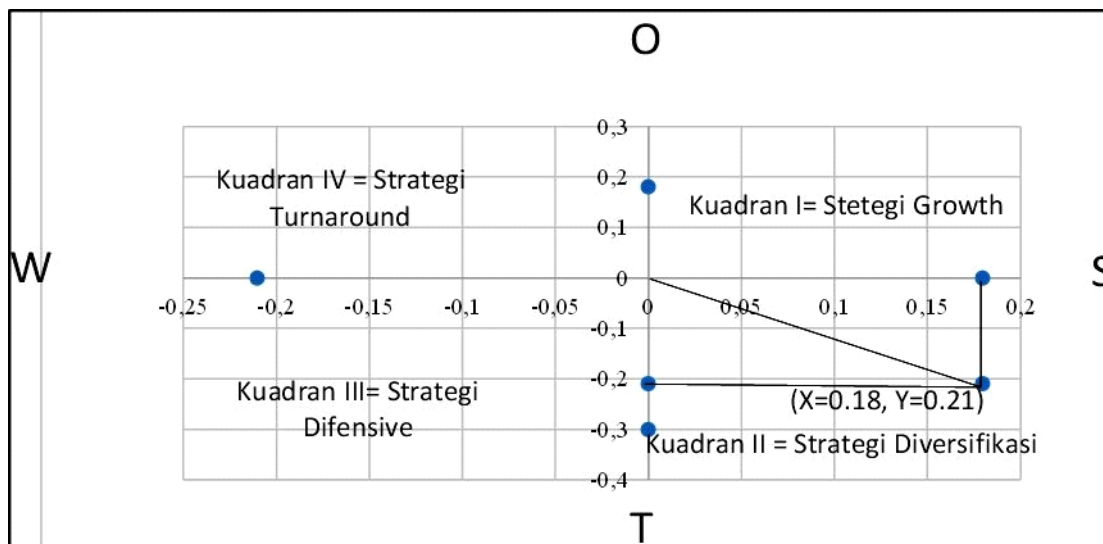 O
0,3
Kuadran IV = Strategi
Turnaround
0,2
Kuadran I= Stetegi Growth
0,1
W
0
S
-0,25 -0,2 -0,15 -0,1 -0,05 0 0,05 0,1 0,15 0,2
-0,1
Kuadran III= Strategi
Difensive
-0,2
(X=0.18, Y=0.21)
-0,3
Kuadran II = Strategi Diversifikasi
-0,4
T